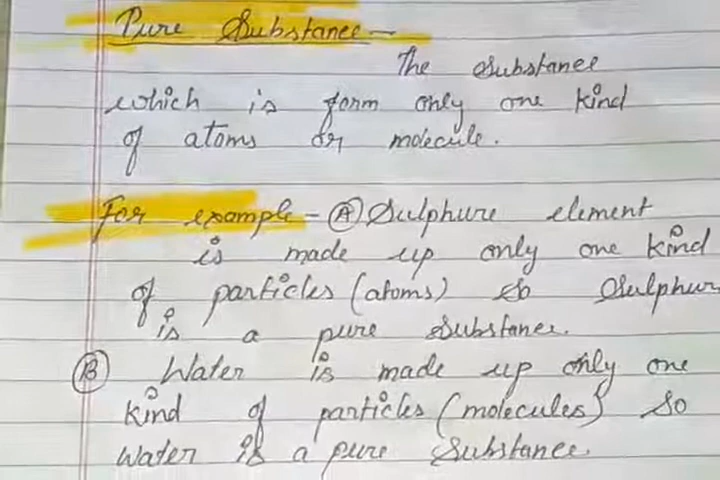 Pure Substance —
The substance
which is form only one kind
of atoms or molecule.
For example - Ⓐ Sulphure element
is made up only one kind
of particles (atoms) so Sulphur
is a pure substance.
Ⓑ Water is made up only one
kind of particles (molecules) so
water is a pure substance.